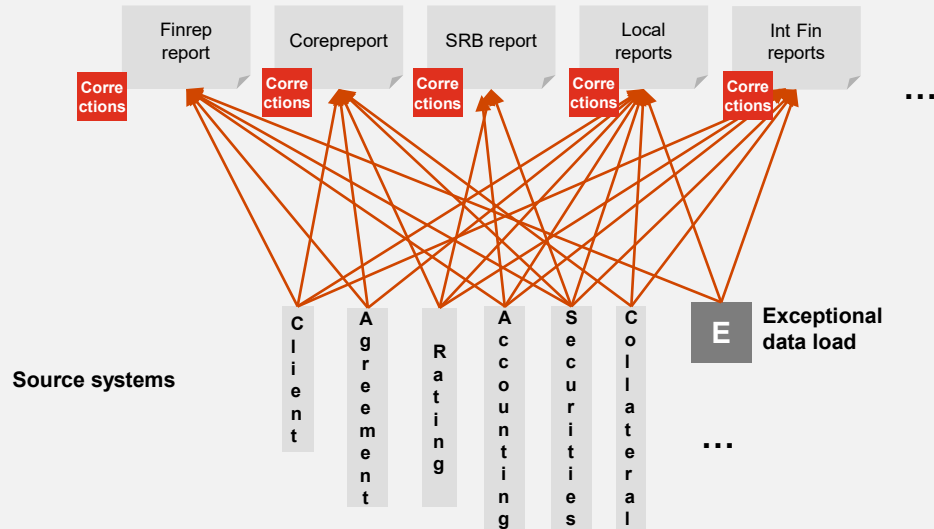 Finrep
report
Corepreport
SRB report
Local
reports
Int Fin
reports
Corre
ctions
Corre
ctions
Corre
ctions
Corre
ctions
Corre
ctions
...
Client
Agreement
Rating
Accounting
Securities
Collateral
E
Exceptional
data load
Source systems
...